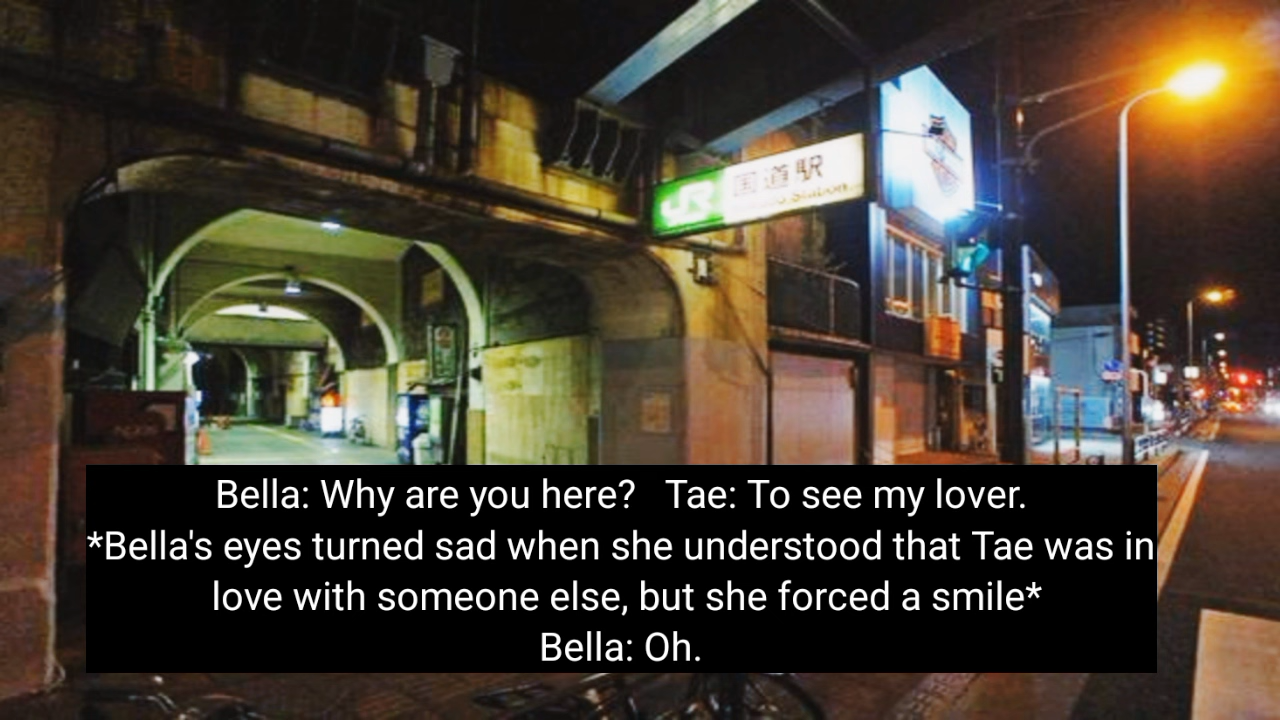 JR 国道駅
Bella: Why are you here?   Tae: To see my lover.
*Bella's eyes turned sad when she understood that Tae was in
love with someone else, but she forced a smile*
Bella: Oh.